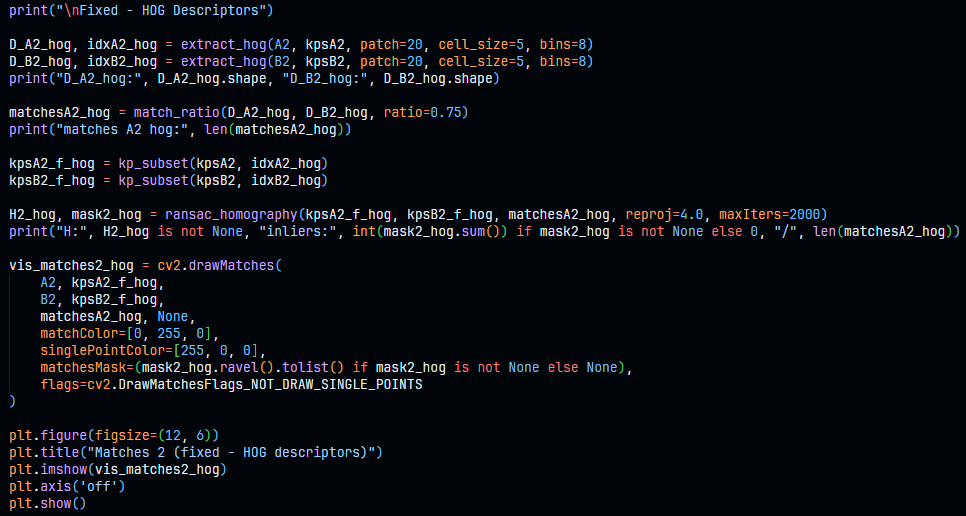 print("\nFixed - HOG Descriptors")

D_A2_hog, idxA2_hog = extract_hog(A2, kpsA2, patch=20, cell_size=5, bins=8)
D_B2_hog, idxB2_hog = extract_hog(B2, kpsB2, patch=20, cell_size=5, bins=8)
print("D_A2_hog:", D_A2_hog.shape, "D_B2_hog:", D_B2_hog.shape)

matchesA2_hog = match_ratio(D_A2_hog, D_B2_hog, ratio=0.75)
print("matches A2 hog:", len(matchesA2_hog))

kpsA2_f_hog = kp_subset(kpsA2, idxA2_hog)
kpsB2_f_hog = kp_subset(kpsB2, idxB2_hog)

H2_hog, mask2_hog = ransac_homography(kpsA2_f_hog, kpsB2_f_hog, matchesA2_hog, reproj=4.0, maxIters=2000)
print("H:", H2_hog is not None, "inliers:", int(mask2_hog.sum()) if mask2_hog is not None else 0, "/", len(matchesA2_hog))

vis_matches2_hog = cv2.drawMatches(
    A2, kpsA2_f_hog,
    B2, kpsB2_f_hog,
    matchesA2_hog, None,
    matchColor=[0, 255, 0],
    singlePointColor=[255, 0, 0],
    matchesMask=(mask2_hog.ravel().tolist() if mask2_hog is not None else None),
    flags=cv2.DrawMatchesFlags_NOT_DRAW_SINGLE_POINTS
)

plt.figure(figsize=(12, 6))
plt.title("Matches 2 (fixed - HOG descriptors)")
plt.imshow(vis_matches2_hog)
plt.axis('off')
plt.show()